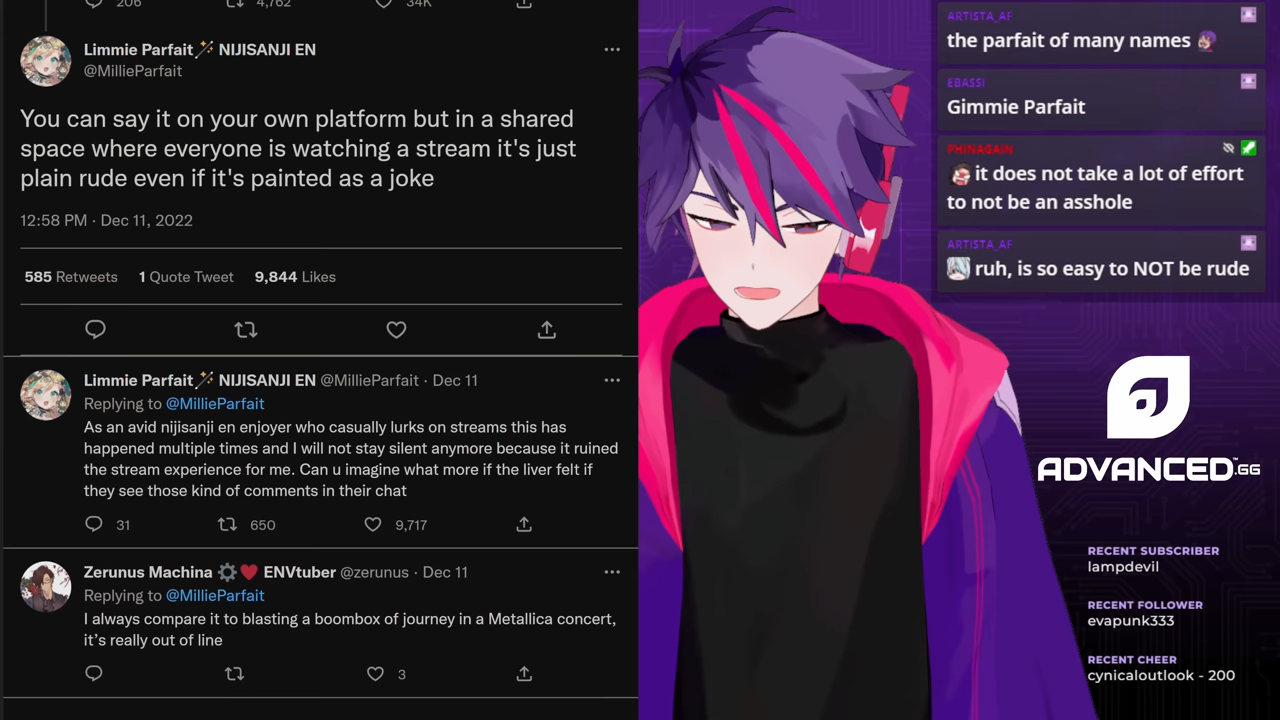 206 4,762 34K
Limmie Parfait NIJISANJI EN
@MillieParfait
You can say it on your own platform but in a shared
space where everyone is watching a stream it's just
plain rude even if it's painted as a joke
12:58 PM · Dec 11, 2022
585 Retweets 1 Quote Tweet 9,844 Likes
Limmie Parfait NIJISANJI EN @MillieParfait · Dec 11
Replying to @MillieParfait
As an avid nijisanji en enjoyer who casually lurks on streams this has
happened multiple times and I will not stay silent anymore because it ruined
the stream experience for me. Can u imagine what more if the liver felt if
they see those kind of comments in their chat
31 650 9,717
Zerunus Machina ENVtuber @zerunus · Dec 11
Replying to @MillieParfait
I always compare it to blasting a boombox of journey in a Metallica concert,
it's really out of line
3
ARTISTA_AF
the parfait of many names
EBASSI
Gimmie Parfait
PHINAGAIN
it does not take a lot of effort
to not be an asshole
ARTISTA_AF
ruh, is so easy to NOT be rude
ADVANCED.GG
TM
RECENT SUBSCRIBER
lampdevil
RECENT FOLLOWER
evapunk333
RECENT CHEER
cynicaloutlook - 200